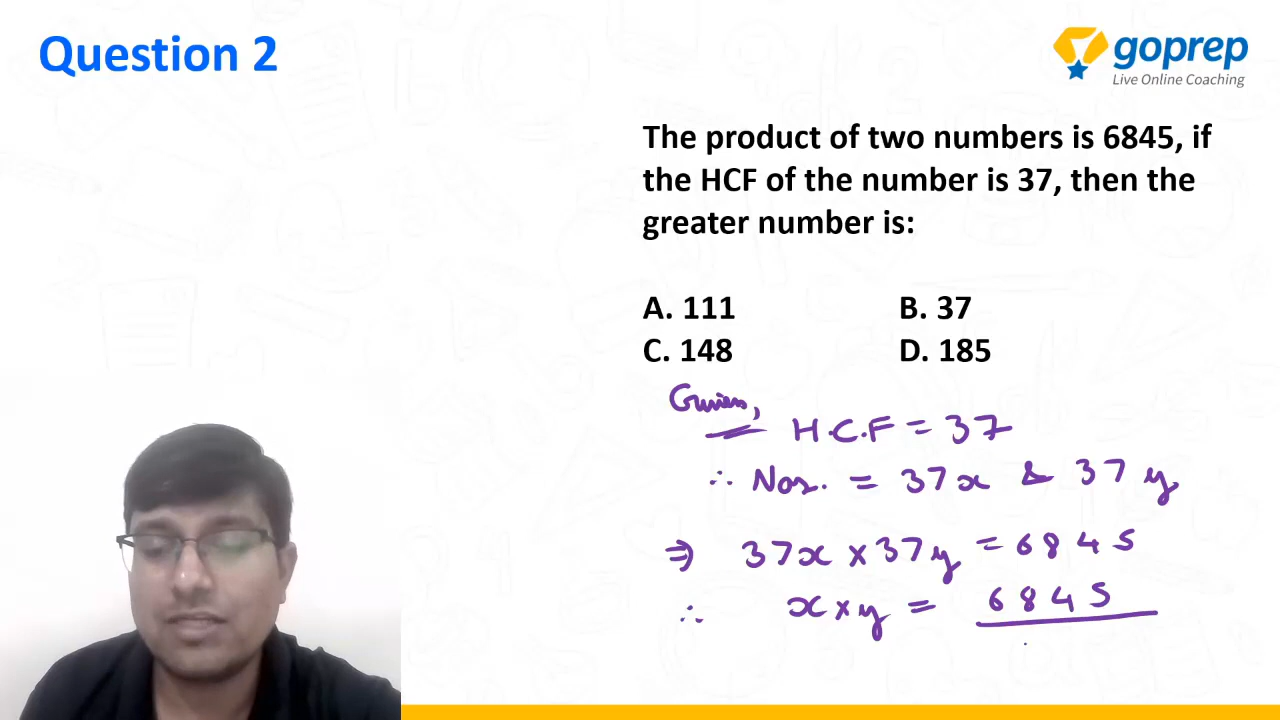 Question 2
goprep
Live Online Coaching
The product of two numbers is 6845, if
the HCF of the number is 37, then the
greater number is:
A. 111 B. 37
C. 148 D. 185
Given,
H.C.F = 37
∴ Nos. = 37x & 37y
⇒ 37x × 37y = 6845
∴ x × y = 6845